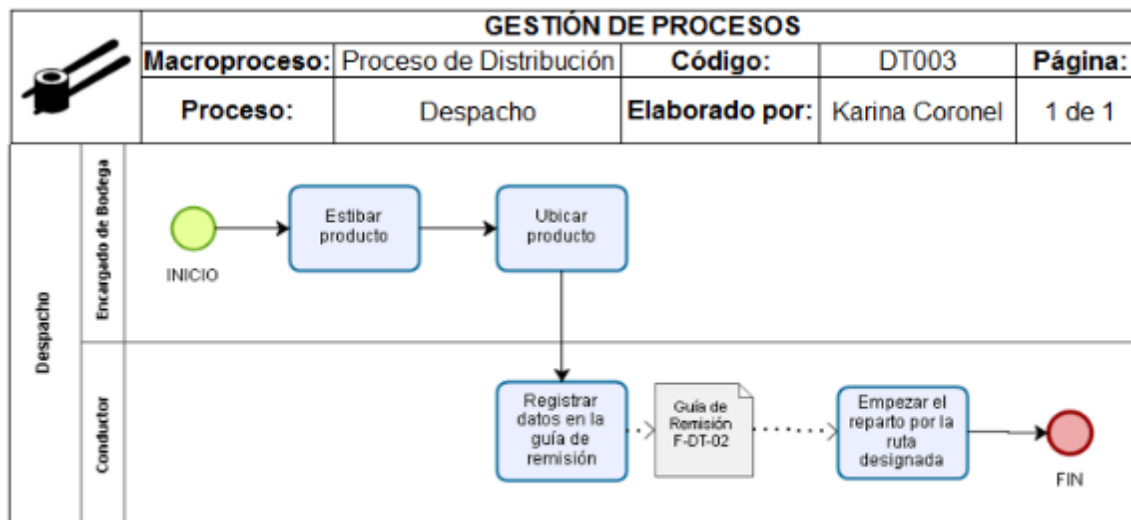 GESTIÓN DE PROCESOS
Macroproceso: Proceso de Distribución Código: DT003 Página:
Proceso: Despacho Elaborado por: Karina Coronel 1 de 1
Despacho
Encargado de Bodega
INICIO
Estibar
producto
Ubicar
producto
Conductor
Registrar
datos en la
guía de
remisión
Guía de
Remisión
F-DT-02
Empezar el
reparto por la
ruta
designada
FIN